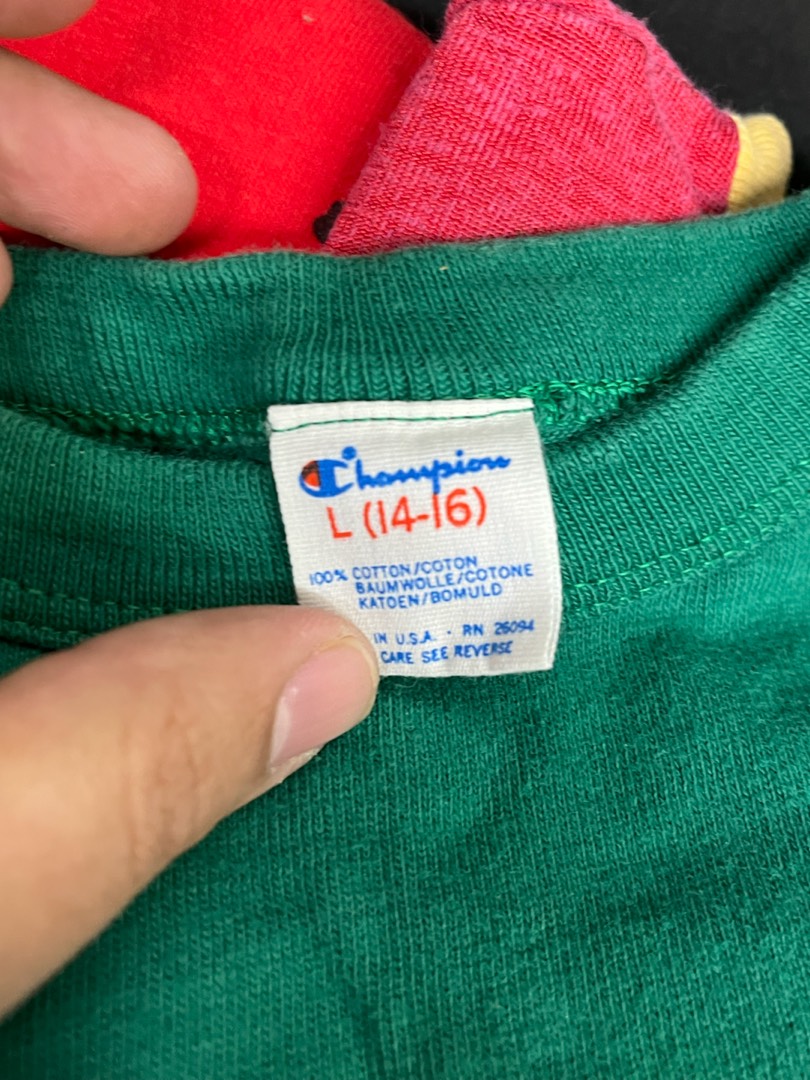 Champion
L (14-16)
100% COTTON/COTON
BAUMWOLLE/COTONE
KATOEN/BOMULD
IN U.S.A. · RN 26094
CARE SEE REVERSE